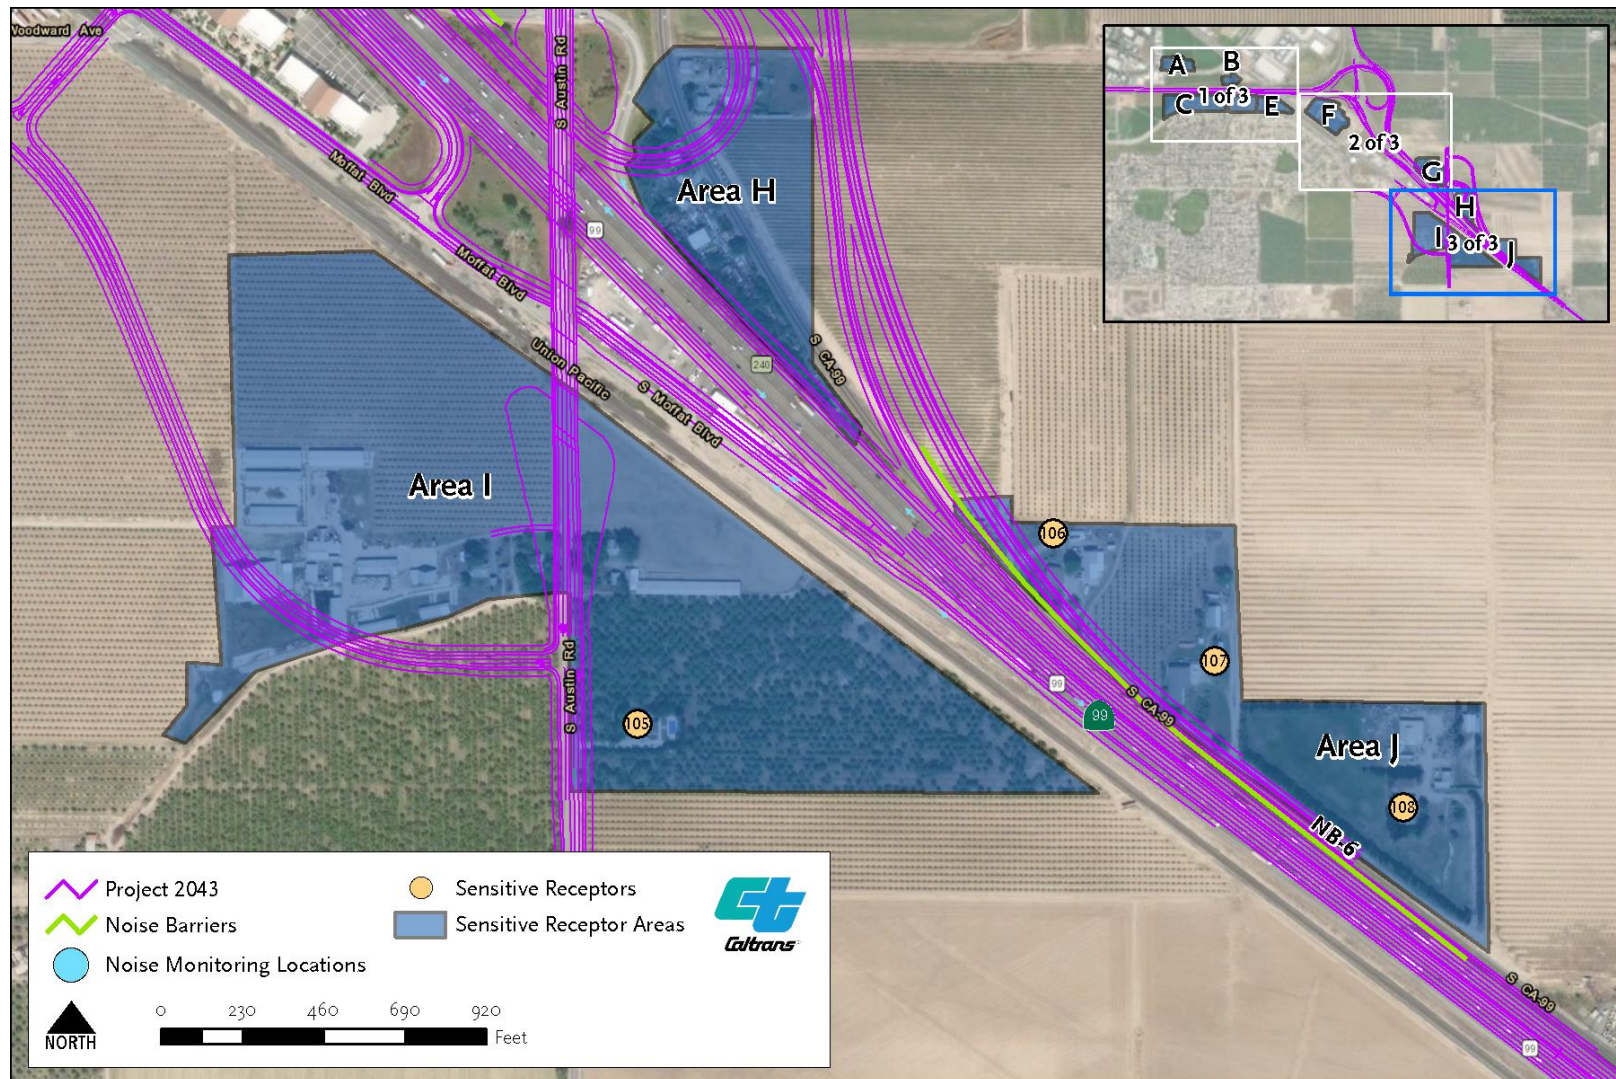 Woodward Ave
S Austin Rd
Moffat Blvd
Area H
99
Moffat Blvd
Union Pacific
S Moffat Blvd
240
S CA-99
Area I
106
107
105
99
99
S CA-99
Area J
108
NB-6
S Austin Rd
S CA-99
99
A
B
C
1 of 3
E
F
2 of 3
G
H
I
3 of 3
J
Project 2043
Noise Barriers
Noise Monitoring Locations
Sensitive Receptors
Sensitive Receptor Areas
Caltrans
NORTH
0 230 460 690 920
Feet